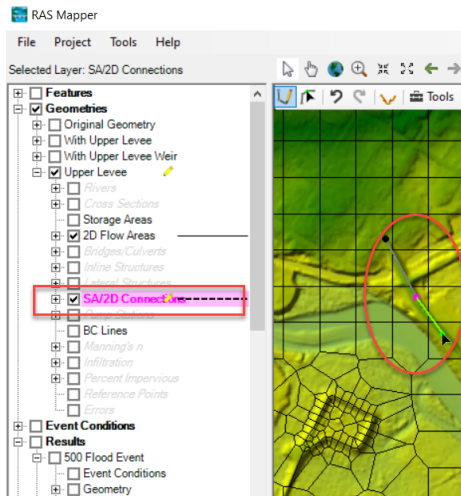 RAS Mapper
File Project Tools Help
Selected Layer: SA/2D Connections
Tools
Features
Geometries
Original Geometry
With Upper Levee
With Upper Levee Weir
Upper Levee
Rivers
Cross Sections
Storage Areas
2D Flow Areas
Bridges/Culverts
Inline Structures
Lateral Structures
SA/2D Connections
Pump Stations
BC Lines
Manning's n
Infiltration
Percent Impervious
Reference Points
Errors
Event Conditions
Results
500 Flood Event
Event Conditions
Geometry